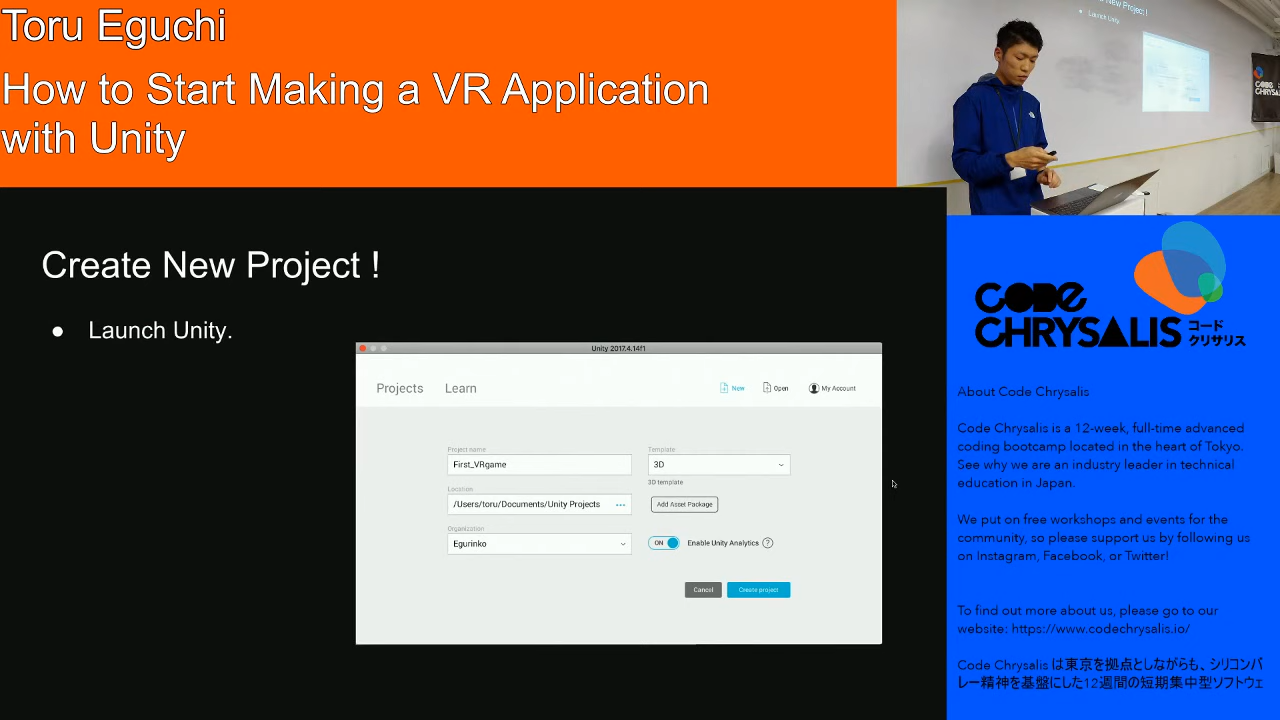 Toru Eguchi
How to Start Making a VR Application
with Unity
New Project !
Launch Unity.
CODE
CHRYSALIS
コード
クリサリス
Create New Project !
● Launch Unity.
Unity 2017.4.14f1
Projects Learn
New Open My Account
Project name
First_VRgame
Template
3D
3D template
Location
/Users/toru/Documents/Unity Projects ...
Add Asset Package
Organization
Egurinko
ON Enable Unity Analytics ?
Cancel Create project
About Code Chrysalis
Code Chrysalis is a 12-week, full-time advanced
coding bootcamp located in the heart of Tokyo.
See why we are an industry leader in technical
education in Japan.
We put on free workshops and events for the
community, so please support us by following us
on Instagram, Facebook, or Twitter!
To find out more about us, please go to our
website: https://www.codechrysalis.io/
Code Chrysalis は東京を拠点としながらも、シリコンバ
レー精神を基盤にした12週間の短期集中型ソフトウェ